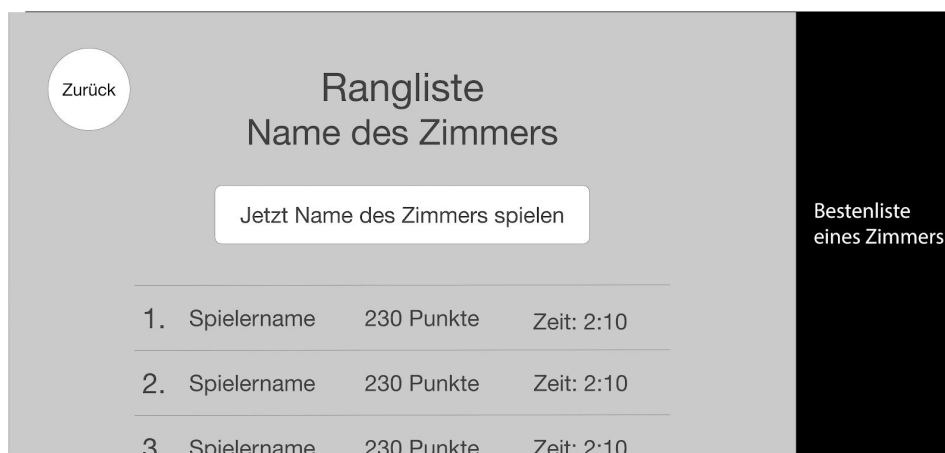 Zurück
Rangliste
Name des Zimmers
Jetzt Name des Zimmers spielen
1. Spielername 230 Punkte Zeit: 2:10
2. Spielername 230 Punkte Zeit: 2:10
3. Spielername 230 Punkte Zeit: 2:10
Bestenliste
eines Zimmers